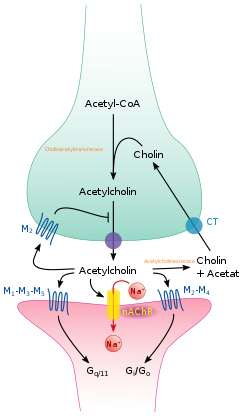 Acetyl-CoA
Cholinacetyltransferase
Cholin
Acetylcholin
M2
CT
Acetylcholinesterase
Acetylcholin
Cholin
+ Acetat
M1-M3-M5
Na+
M2-M4
nAChR
Na+
Gq/11
Gi/Go